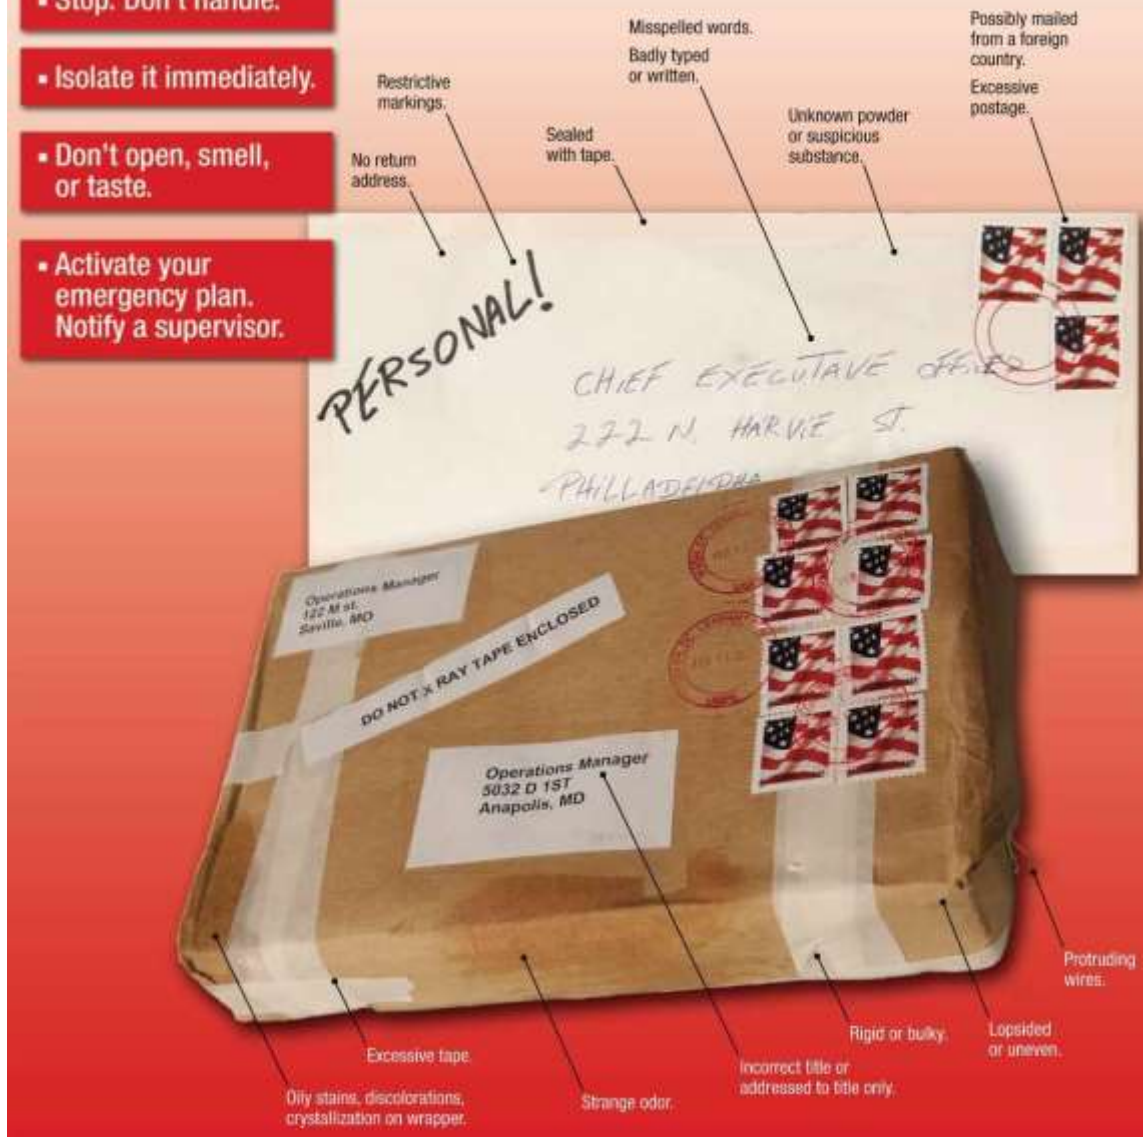 ▪ Stop. Don't handle.
▪ Isolate it immediately.
▪ Don't open, smell,
or taste.
▪ Activate your
emergency plan.
Notify a supervisor.
No return
address.
Restrictive
markings.
Sealed
with tape.
Misspelled words.
Badly typed
or written.
Unknown powder
or suspicious
substance.
Possibly mailed
from a foreign
country.
Excessive
postage.
PERSONAL!
CHIEF EXECUTAVE OFFICER
222 N. HARVIE ST.
PHILLADELPHA
Operations Manager
122 M st.
Saville, MD
DO NOT x RAY TAPE ENCLOSED
Operations Manager
5032 D 1ST
Anapolis, MD
Protruding
wires.
Lopsided
or uneven.
Rigid or bulky.
Incorrect title or
addressed to title only.
Strange odor.
Excessive tape.
Oily stains, discolorations,
crystallization on wrapper.